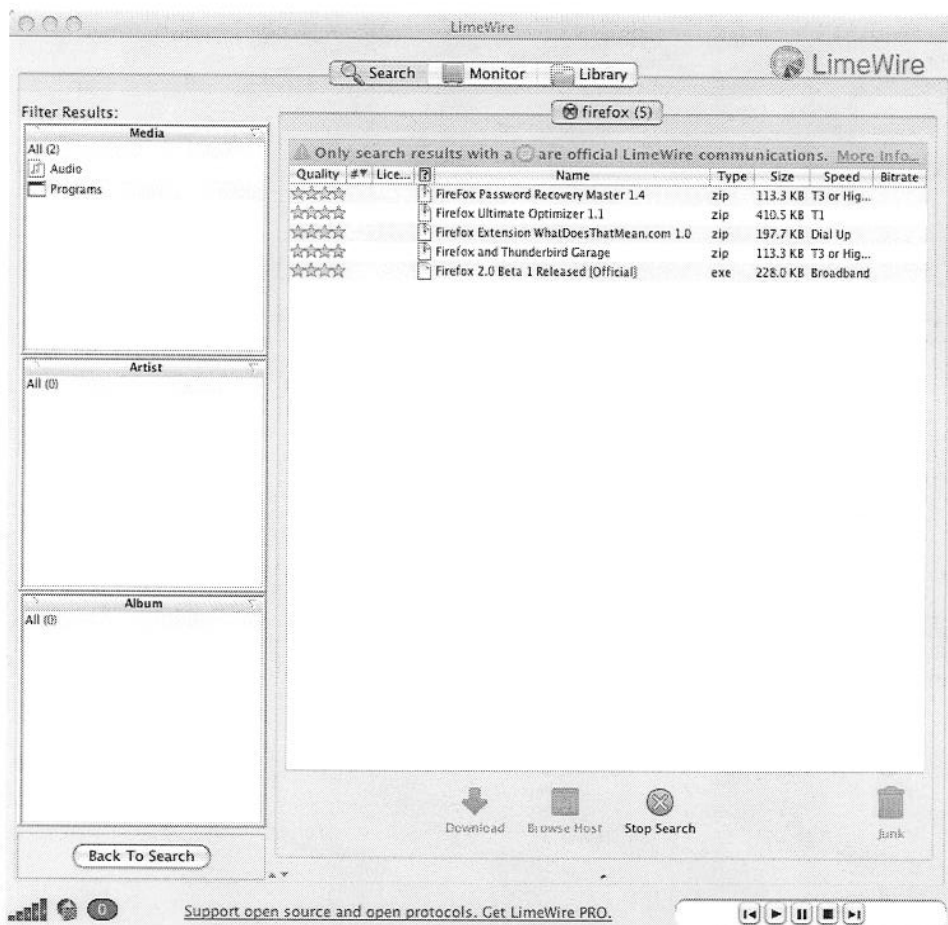 LimeWire
LimeWire
Search Monitor Library
Filter Results:
firefox (5)
Media
All (2)
Audio
Programs
Artist
All (0)
Album
All (0)
Only search results with a are official LimeWire communications. More Info...
Quality # Lice... ? Name Type Size Speed Bitrate
FireFox Password Recovery Master 1.4 zip 113.3 KB T3 or Hig...
Firefox Ultimate Optimizer 1.1 zip 410.5 KB T1
Firefox Extension WhatDoesThatMean.com 1.0 zip 197.7 KB Dial Up
Firefox and Thunderbird Garage zip 113.3 KB T3 or Hig...
Firefox 2.0 Beta 1 Released [Official] exe 228.0 KB Broadband
Download Browse Host Stop Search Junk
Back To Search
0
Support open source and open protocols. Get LimeWire PRO.